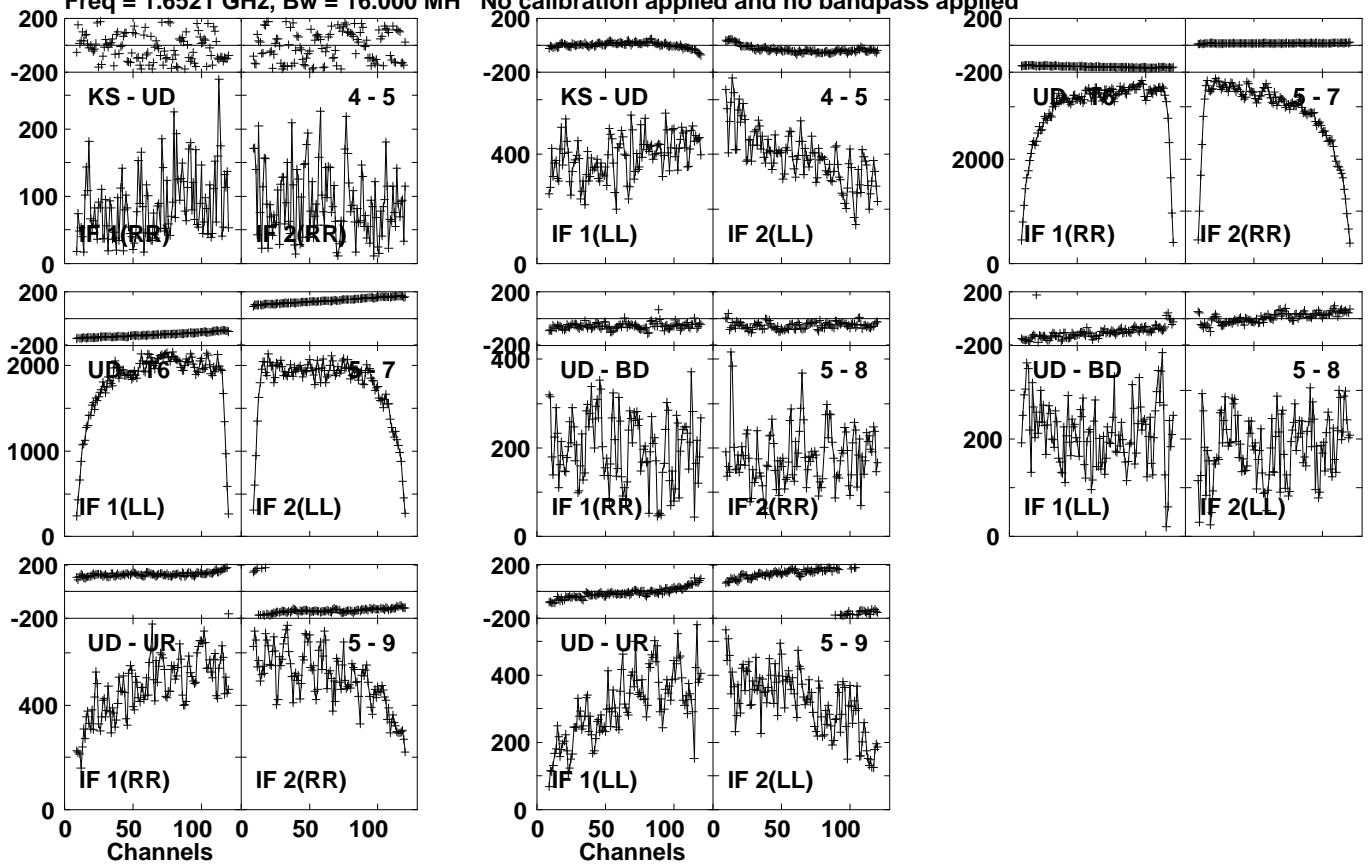 Freq = 1.6521 GHz, Bw = 16.000 MH No calibration applied and no bandpass applied
200
-200
KS - UD 4 - 5
200
100
0
IF 1(RR) IF 2(RR)
KS - UD 4 - 5
400
0
IF 1(LL) IF 2(LL)
200
-200
UD - T6 5 - 7
2000
0
IF 1(RR) IF 2(RR)
200
-200
UD - T6 5 - 7
2000
1000
0
IF 1(LL) IF 2(LL)
200
-200
UD - BD 5 - 8
400
200
0
IF 1(RR) IF 2(RR)
200
-200
UD - BD 5 - 8
200
0
IF 1(LL) IF 2(LL)
200
-200
UD - UR 5 - 9
400
0
IF 1(RR) IF 2(RR)
0 50 100 0 50 100
Channels
200
-200
UD - UR 5 - 9
400
200
0
IF 1(LL) IF 2(LL)
0 50 100 0 50 100
Channels